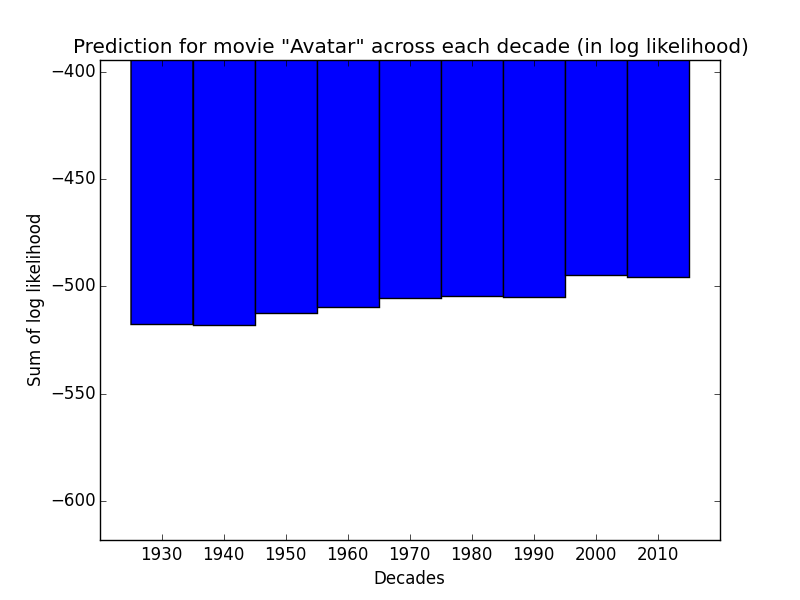 Prediction for movie "Avatar" across each decade (in log likelihood)
−400
−450
−500
−550
−600
Sum of log likelihood
1930 1940 1950 1960 1970 1980 1990 2000 2010
Decades